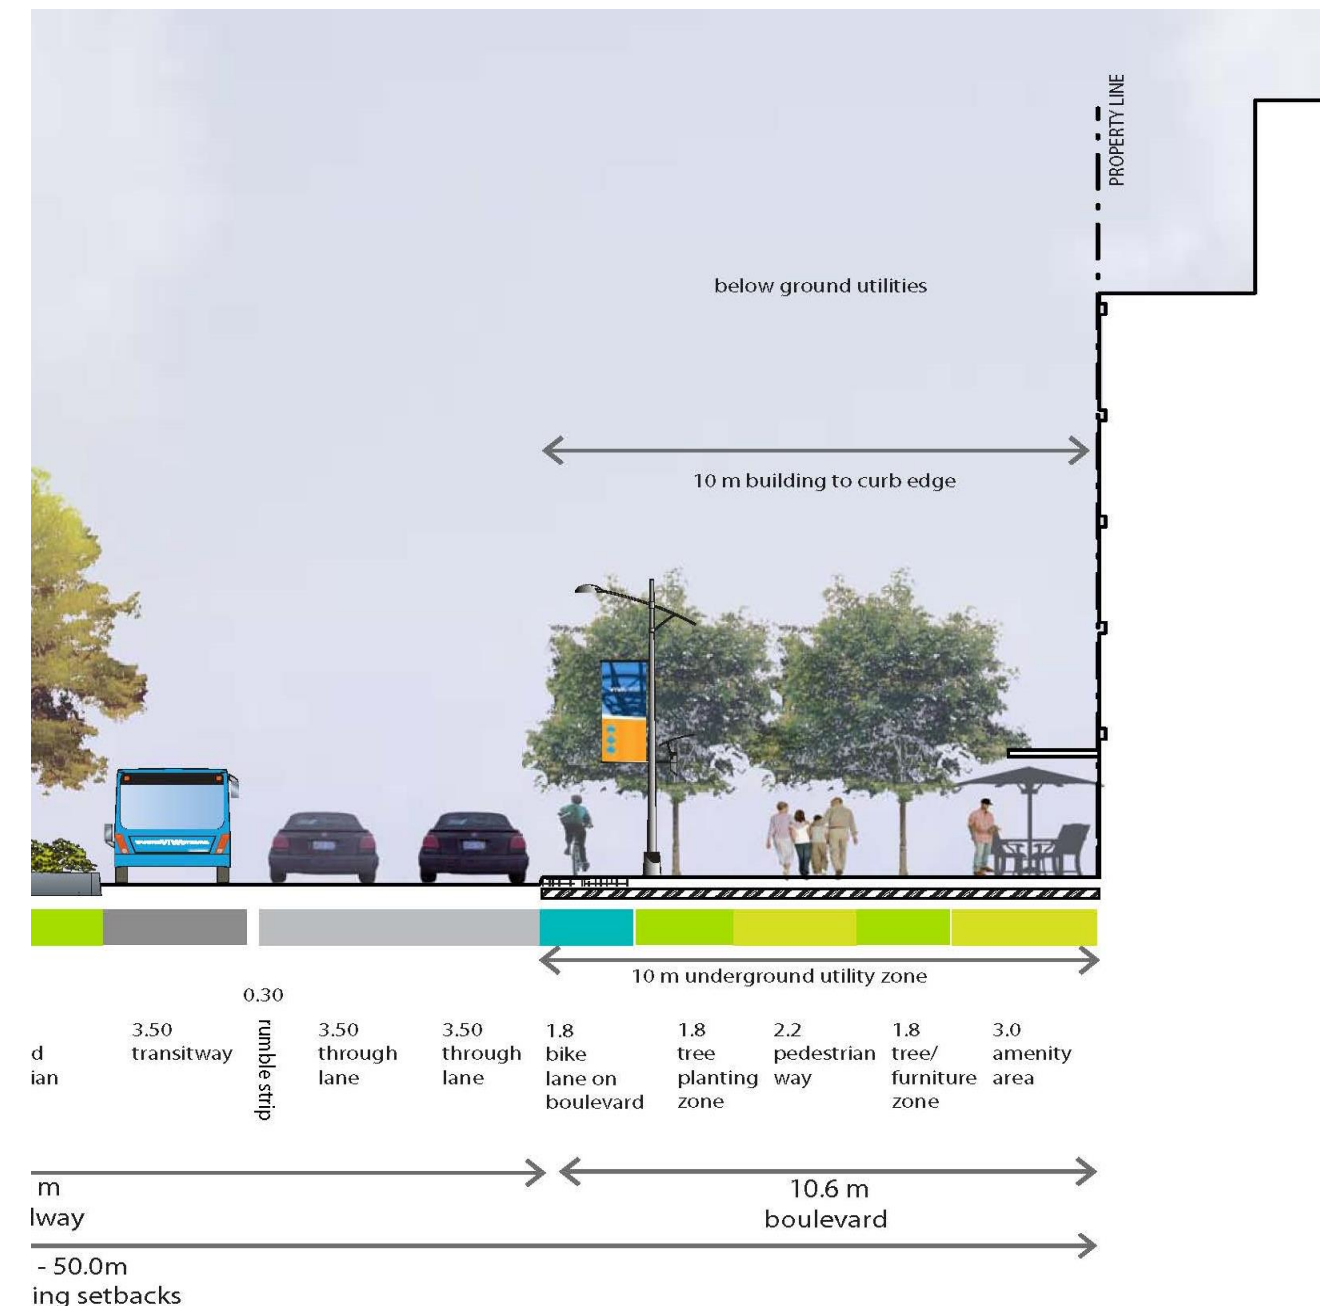 PROPERTY LINE
below ground utilities
10 m building to curb edge
10 m underground utility zone
0.30
rumble strip
3.50
transitway
3.50
through
lane
3.50
through
lane
1.8
bike
lane on
boulevard
1.8
tree
planting
zone
2.2
pedestrian
way
1.8
tree/
furniture
zone
3.0
amenity
area
d
ian
m
lway
10.6 m
boulevard
- 50.0m
ing setbacks